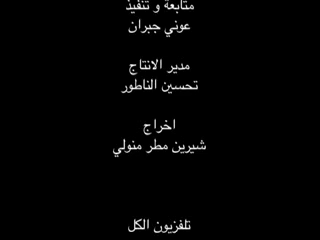 متابعة و تنفيذ
عوني جبران
مدير الانتاج
تحسين الناطور
اخراج
شيرين مطر منولي
تلفزيون الكل